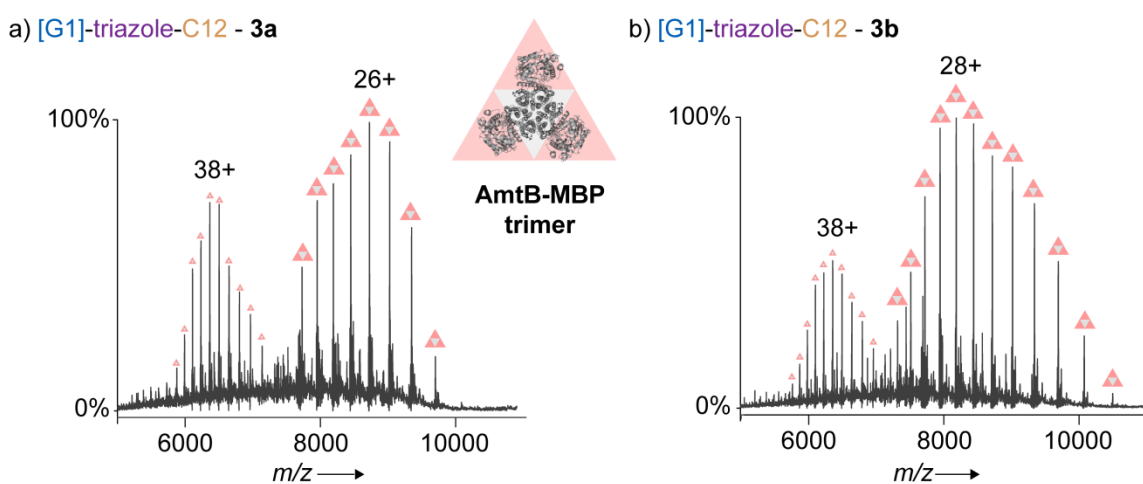 a) [G1]-triazole-C12 - 3a
26+
100%
38+
0%
6000 8000 10000
m/z
AmtB-MBP
trimer
b) [G1]-triazole-C12 - 3b
28+
100%
38+
0%
6000 8000 10000
m/z